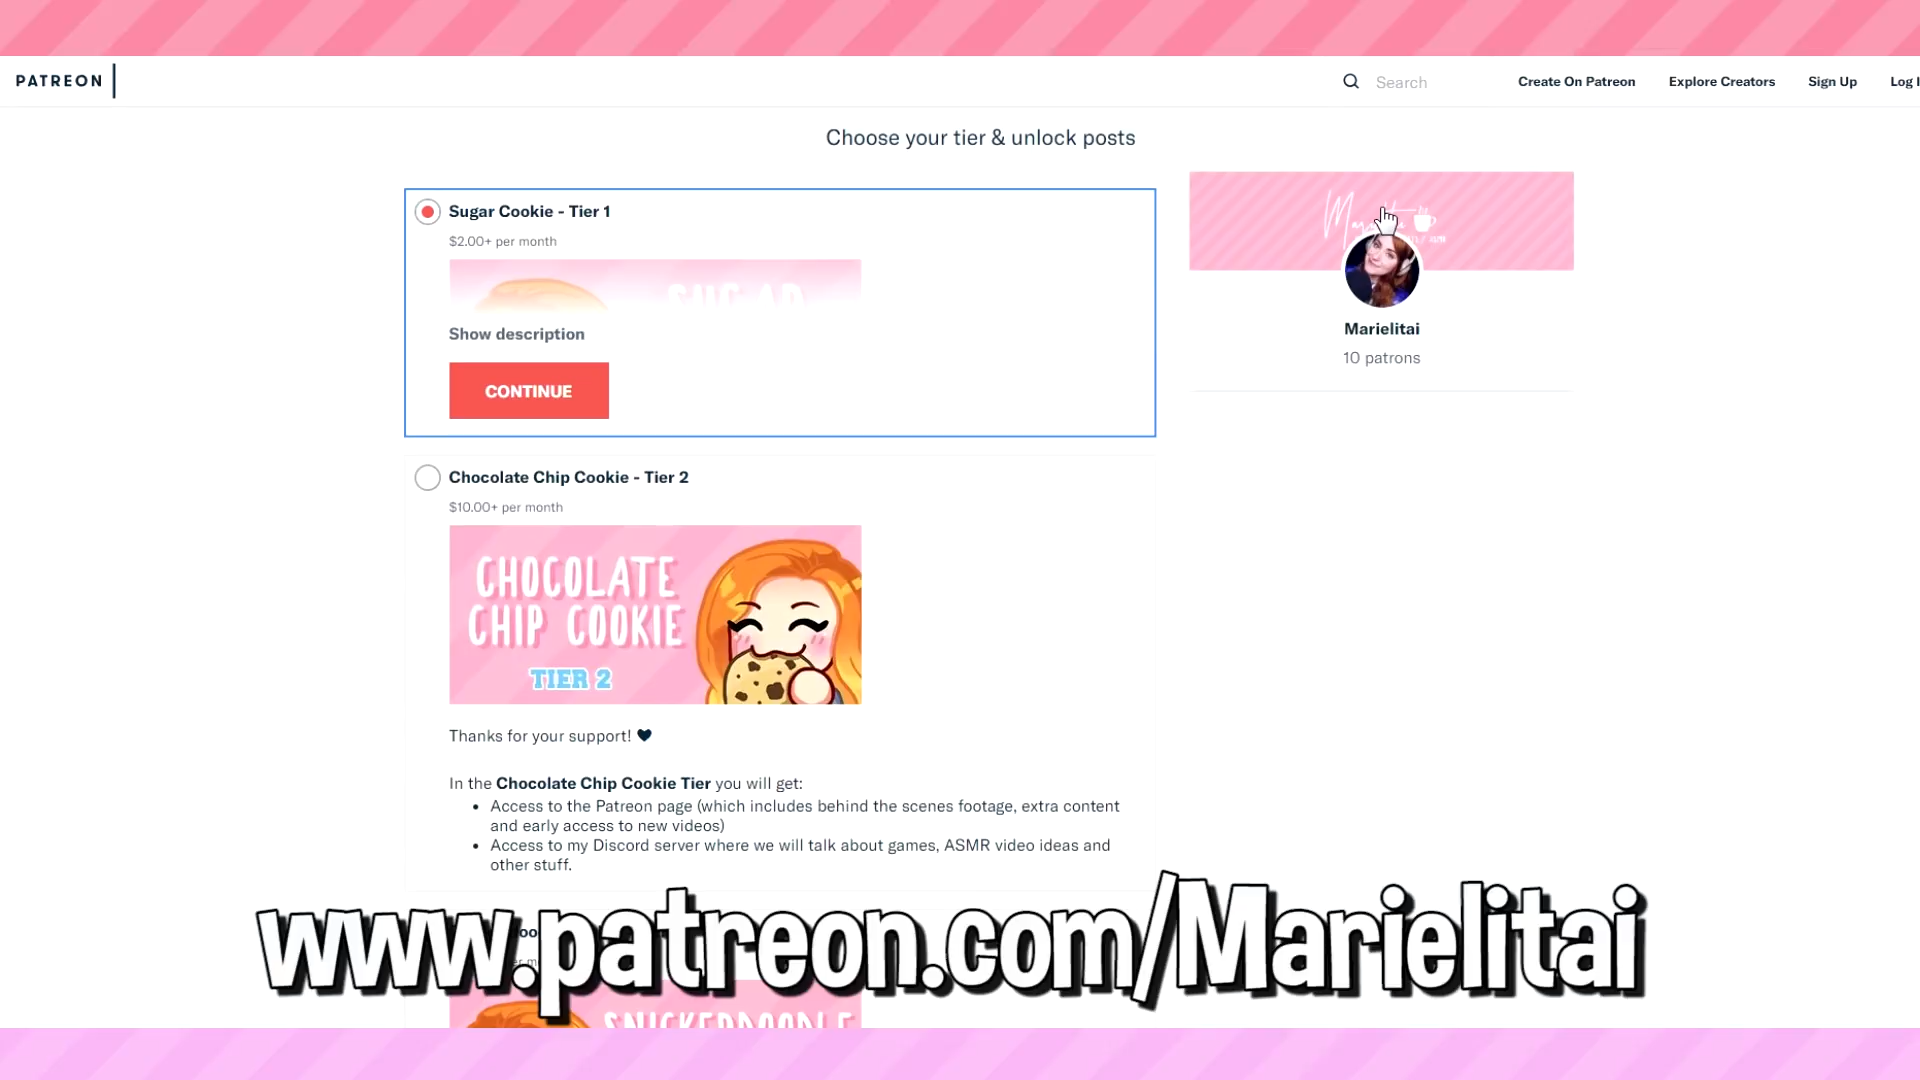 PATREON
Search
Create On Patreon
Explore Creators
Sign Up
Log I
Choose your tier & unlock posts
Sugar Cookie - Tier 1
$2.00+ per month
SUGAR
Show description
CONTINUE
Marielitai
10 patrons
Chocolate Chip Cookie - Tier 2
$10.00+ per month
CHOCOLATE
CHIP COOKIE
TIER 2
Thanks for your support! ♥
In the Chocolate Chip Cookie Tier you will get:
• Access to the Patreon page (which includes behind the scenes footage, extra content
and early access to new videos)
• Access to my Discord server where we will talk about games, ASMR video ideas and
other stuff.
www.patreon.com/Marielitai
SNICKERDOODLE